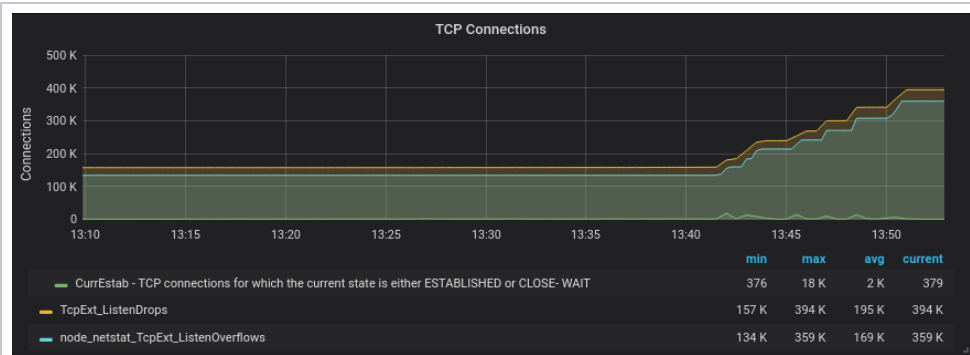 TCP Connections
500 K
400 K
300 K
200 K
100 K
0
Connections
13:10 13:15 13:20 13:25 13:30 13:35 13:40 13:45 13:50
min max avg current
CurrEstab - TCP connections for which the current state is either ESTABLISHED or CLOSE- WAIT 376 18 K 2 K 379
TcpExt_ListenDrops 157 K 394 K 195 K 394 K
node_netstat_TcpExt_ListenOverflows 134 K 359 K 169 K 359 K